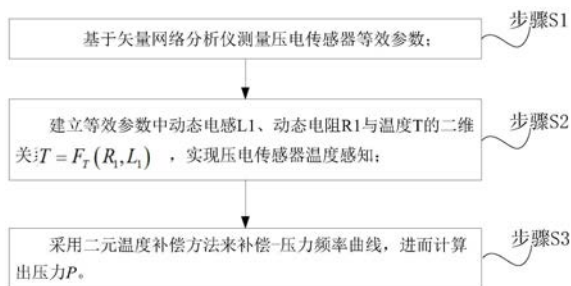 步骤S1
基于矢量网络分析仪测量压电传感器等效参数；
步骤S2
建立等效参数中动态电感L1、动态电阻R1与温度T的二维
关T = F_T(R_1, L_1) ，实现压电传感器温度感知；
步骤S3
采用二元温度补偿方法来补偿-压力频率曲线，进而计算
出压力P。